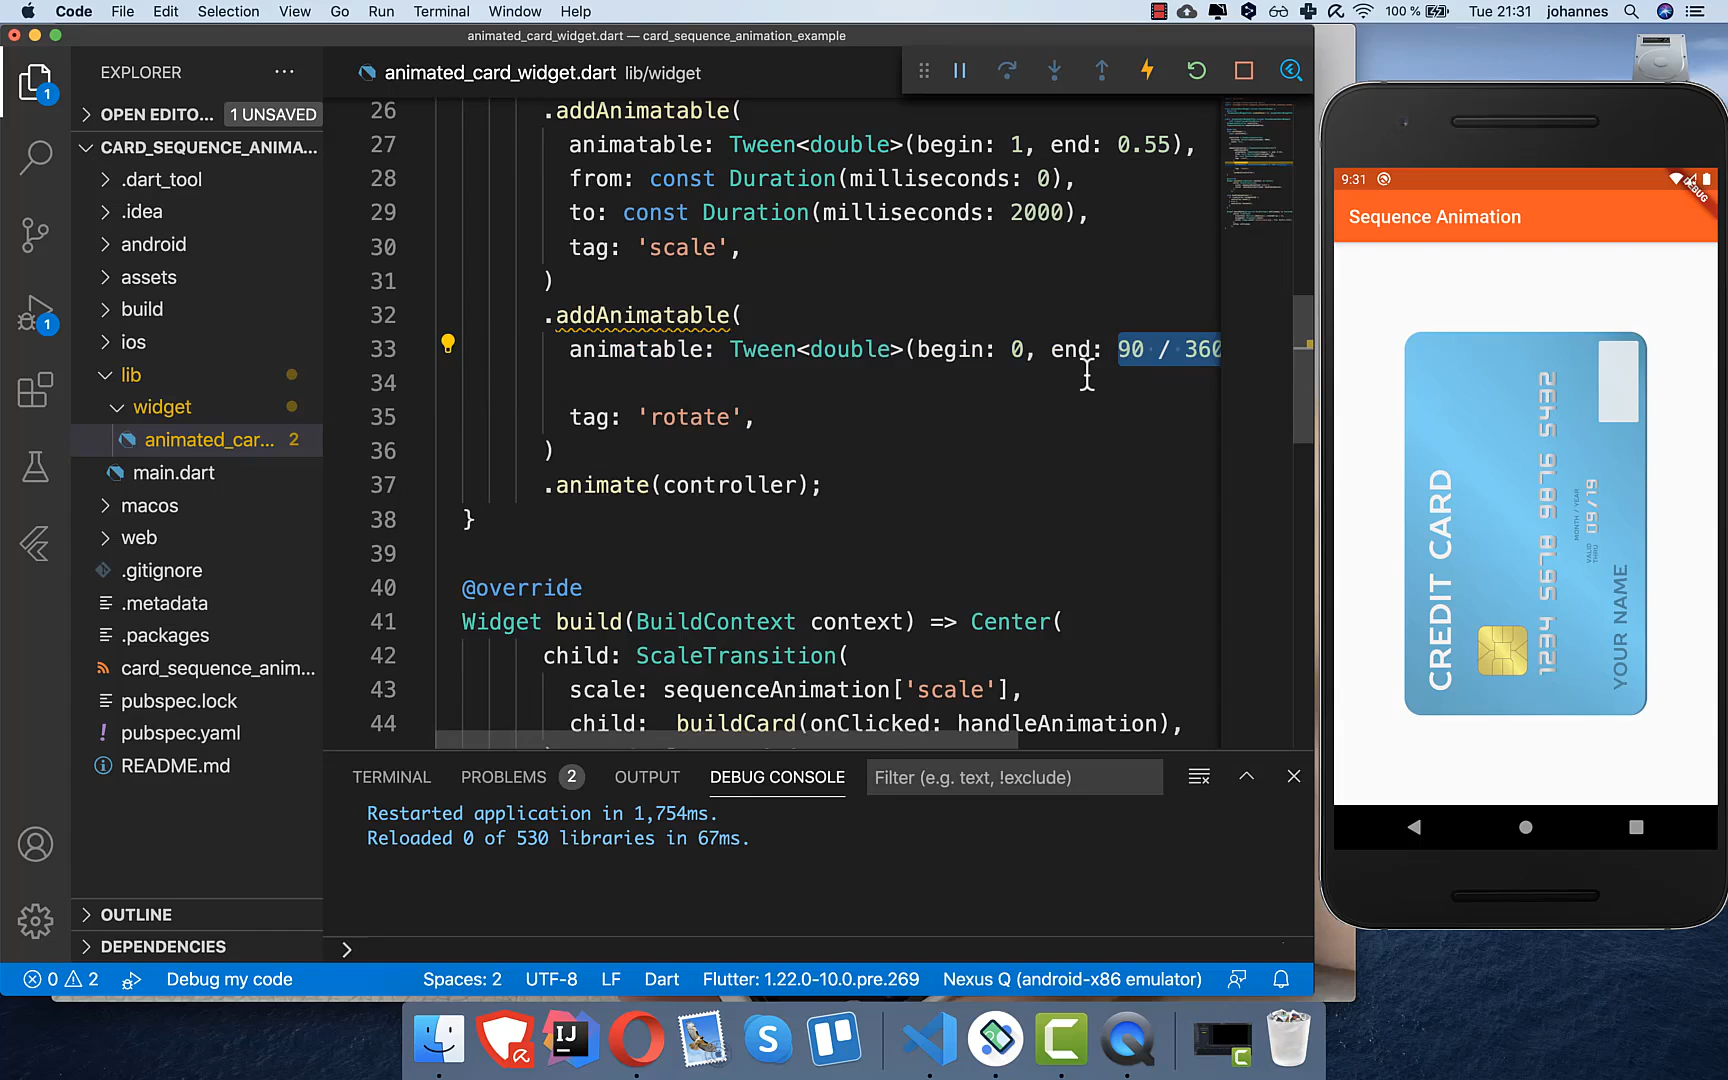 Code File Edit Selection View Go Run Terminal Window Help 100 % Tue 21:31 johannes
animated_card_widget.dart — card_sequence_animation_example
EXPLORER
animated_card_widget.dart lib/widget
OPEN EDITO... 1 UNSAVED
CARD_SEQUENCE_ANIMA...
.dart_tool
.idea
android
assets
build
ios
lib
widget
animated_car... 2
main.dart
macos
web
.gitignore
.metadata
.packages
card_sequence_anim...
pubspec.lock
pubspec.yaml
README.md
OUTLINE
DEPENDENCIES
1
1
26 .addAnimatable(
27 animatable: Tween<double>(begin: 1, end: 0.55),
28 from: const Duration(milliseconds: 0),
29 to: const Duration(milliseconds: 2000),
30 tag: 'scale',
31 )
32 .addAnimatable(
33 animatable: Tween<double>(begin: 0, end: 90 / 360
34
35 tag: 'rotate',
36 )
37 .animate(controller);
38 }
39
40 @override
41 Widget build(BuildContext context) => Center(
42 child: ScaleTransition(
43 scale: sequenceAnimation['scale'],
44 child: buildCard(onClicked: handleAnimation),
TERMINAL PROBLEMS 2 OUTPUT DEBUG CONSOLE Filter (e.g. text, !exclude)
Restarted application in 1,754ms.
Reloaded 0 of 530 libraries in 67ms.
0 2 Debug my code Spaces: 2 UTF-8 LF Dart Flutter: 1.22.0-10.0.pre.269 Nexus Q (android-x86 emulator)
9:31
DEBUG
Sequence Animation
CREDIT CARD
1234 5678 9876 5432
MONTH / YEAR
VALID THRU 09/19
YOUR NAME